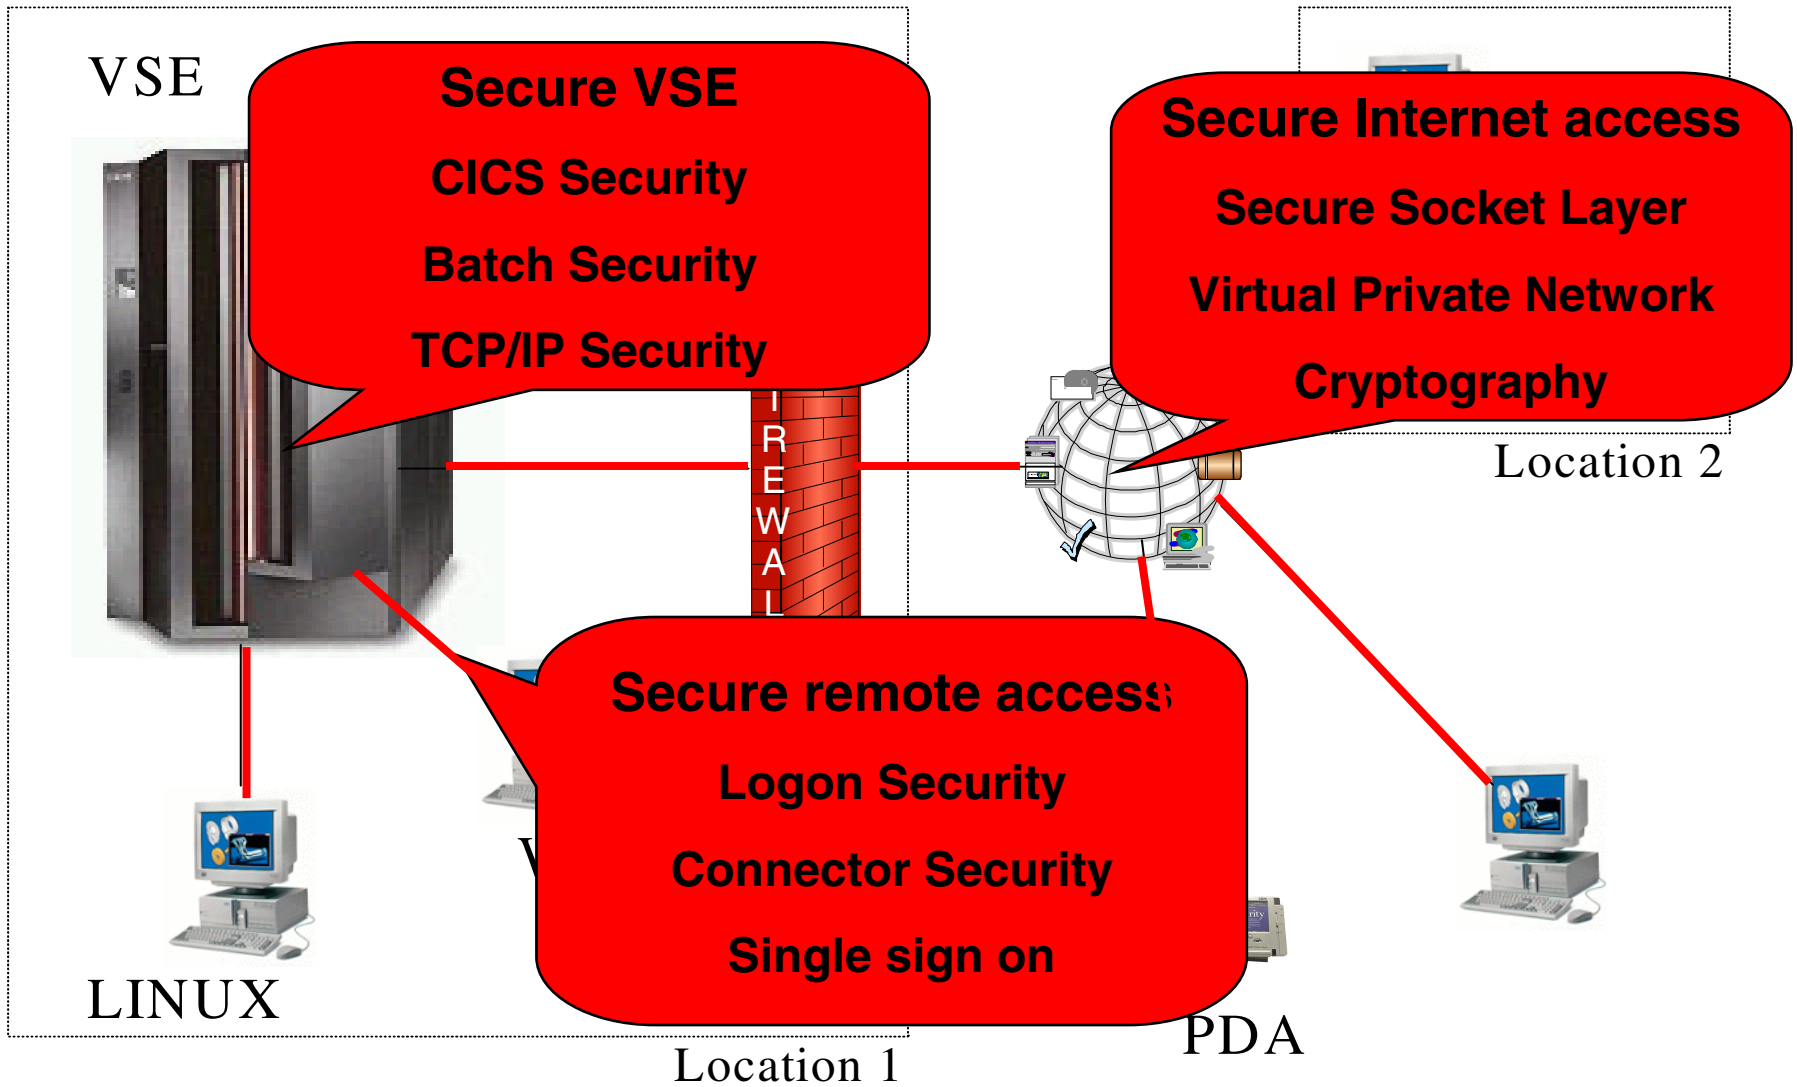 VSE
Secure VSE
CICS Security
Batch Security
TCP/IP Security
Secure Internet access
Secure Socket Layer
Virtual Private Network
Cryptography
Location 2
I
R
E
W
A
L
Secure remote access
Logon Security
Connector Security
Single sign on
LINUX
PDA
Location 1